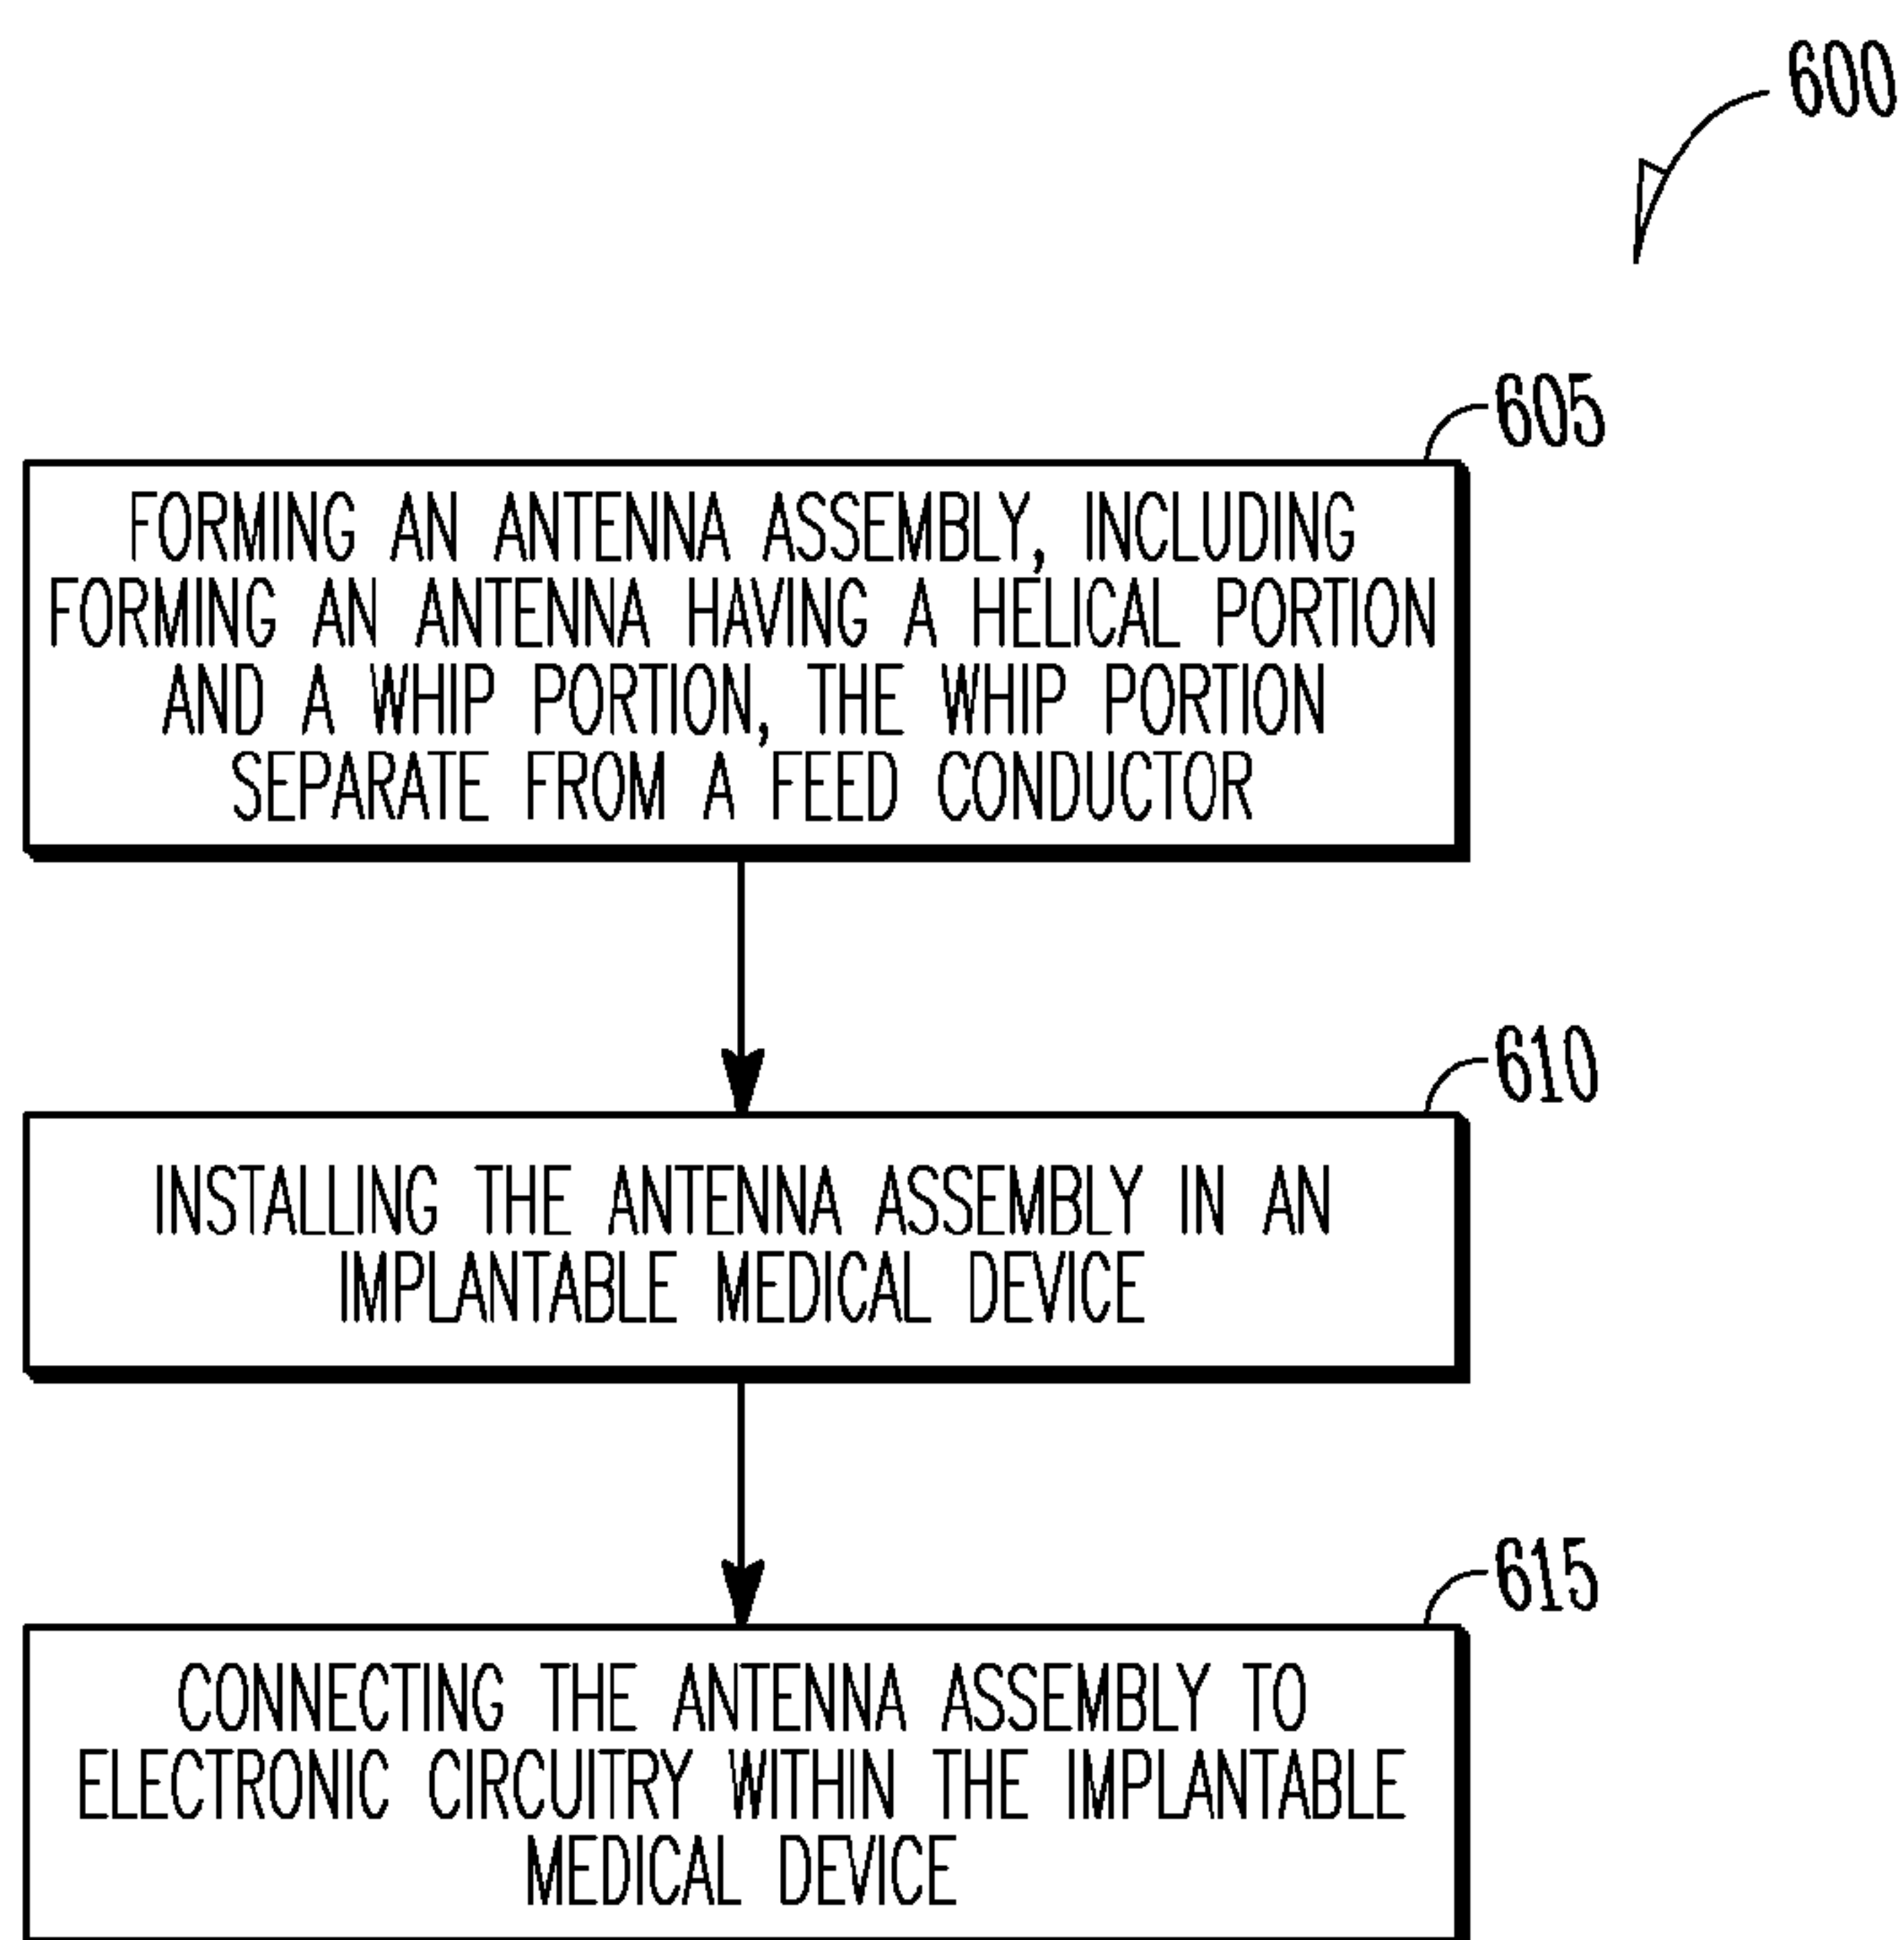 600
605
FORMING AN ANTENNA ASSEMBLY, INCLUDING
FORMING AN ANTENNA HAVING A HELICAL PORTION
AND A WHIP PORTION, THE WHIP PORTION
SEPARATE FROM A FEED CONDUCTOR
610
INSTALLING THE ANTENNA ASSEMBLY IN AN
IMPLANTABLE MEDICAL DEVICE
615
CONNECTING THE ANTENNA ASSEMBLY TO
ELECTRONIC CIRCUITRY WITHIN THE IMPLANTABLE
MEDICAL DEVICE